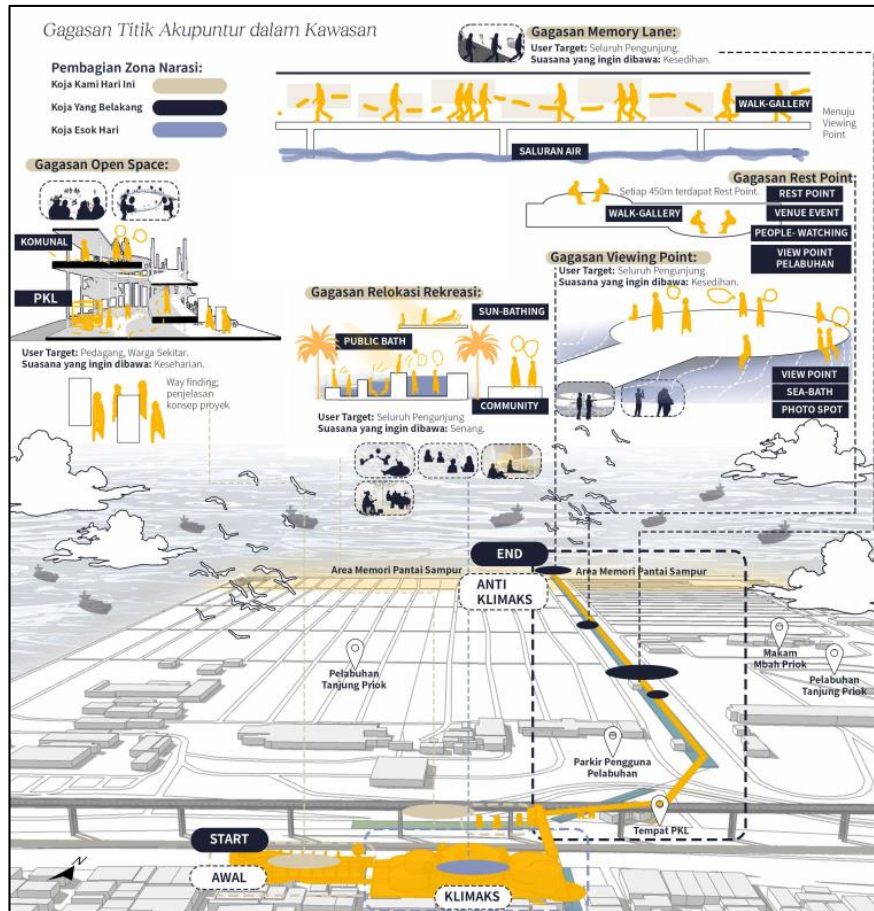 Gagasan Titik Akupuntur dalam Kawasan
Pembagian Zona Narasi:
Koja Kami Hari Ini
Koja Yang Belakang
Koja Esok Hari
Gagasan Memory Lane:
User Target: Seluruh Pengunjung.
Suasana yang ingin dibawa: Kesedihan.
WALK-GALLERY
Menuju
Viewing
Point
SALURAN AIR
Gagasan Open Space:
KOMUNAL
PKL
User Target: Pedagang, Warga Sekitar.
Suasana yang ingin dibawa: Keseharian.
Way finding;
penjelasan
konsep proyek
Gagasan Rest Point:
Setiap 450m terdapat Rest Point.
REST POINT
WALK-GALLERY
VENUE EVENT
PEOPLE- WATCHING
VIEW POINT
PELABUHAN
Gagasan Relokasi Rekreasi:
SUN-BATHING
PUBLIC BATH
COMMUNITY
User Target: Seluruh Pengunjung
Suasana yang ingin dibawa: Senang.
Gagasan Viewing Point:
User Target: Seluruh Pengunjung.
Suasana yang ingin dibawa: Kesedihan.
VIEW POINT
SEA-BATH
PHOTO SPOT
END
Area Memori Pantai Sampur
Area Memori Pantai Sampur
ANTI
KLIMAKS
Pelabuhan
Tanjung Priok
Makam
Mbah Priok
Pelabuhan
Tanjung Priok
Parkir Pengguna
Pelabuhan
Tempat PKL
START
AWAL
KLIMAKS
N